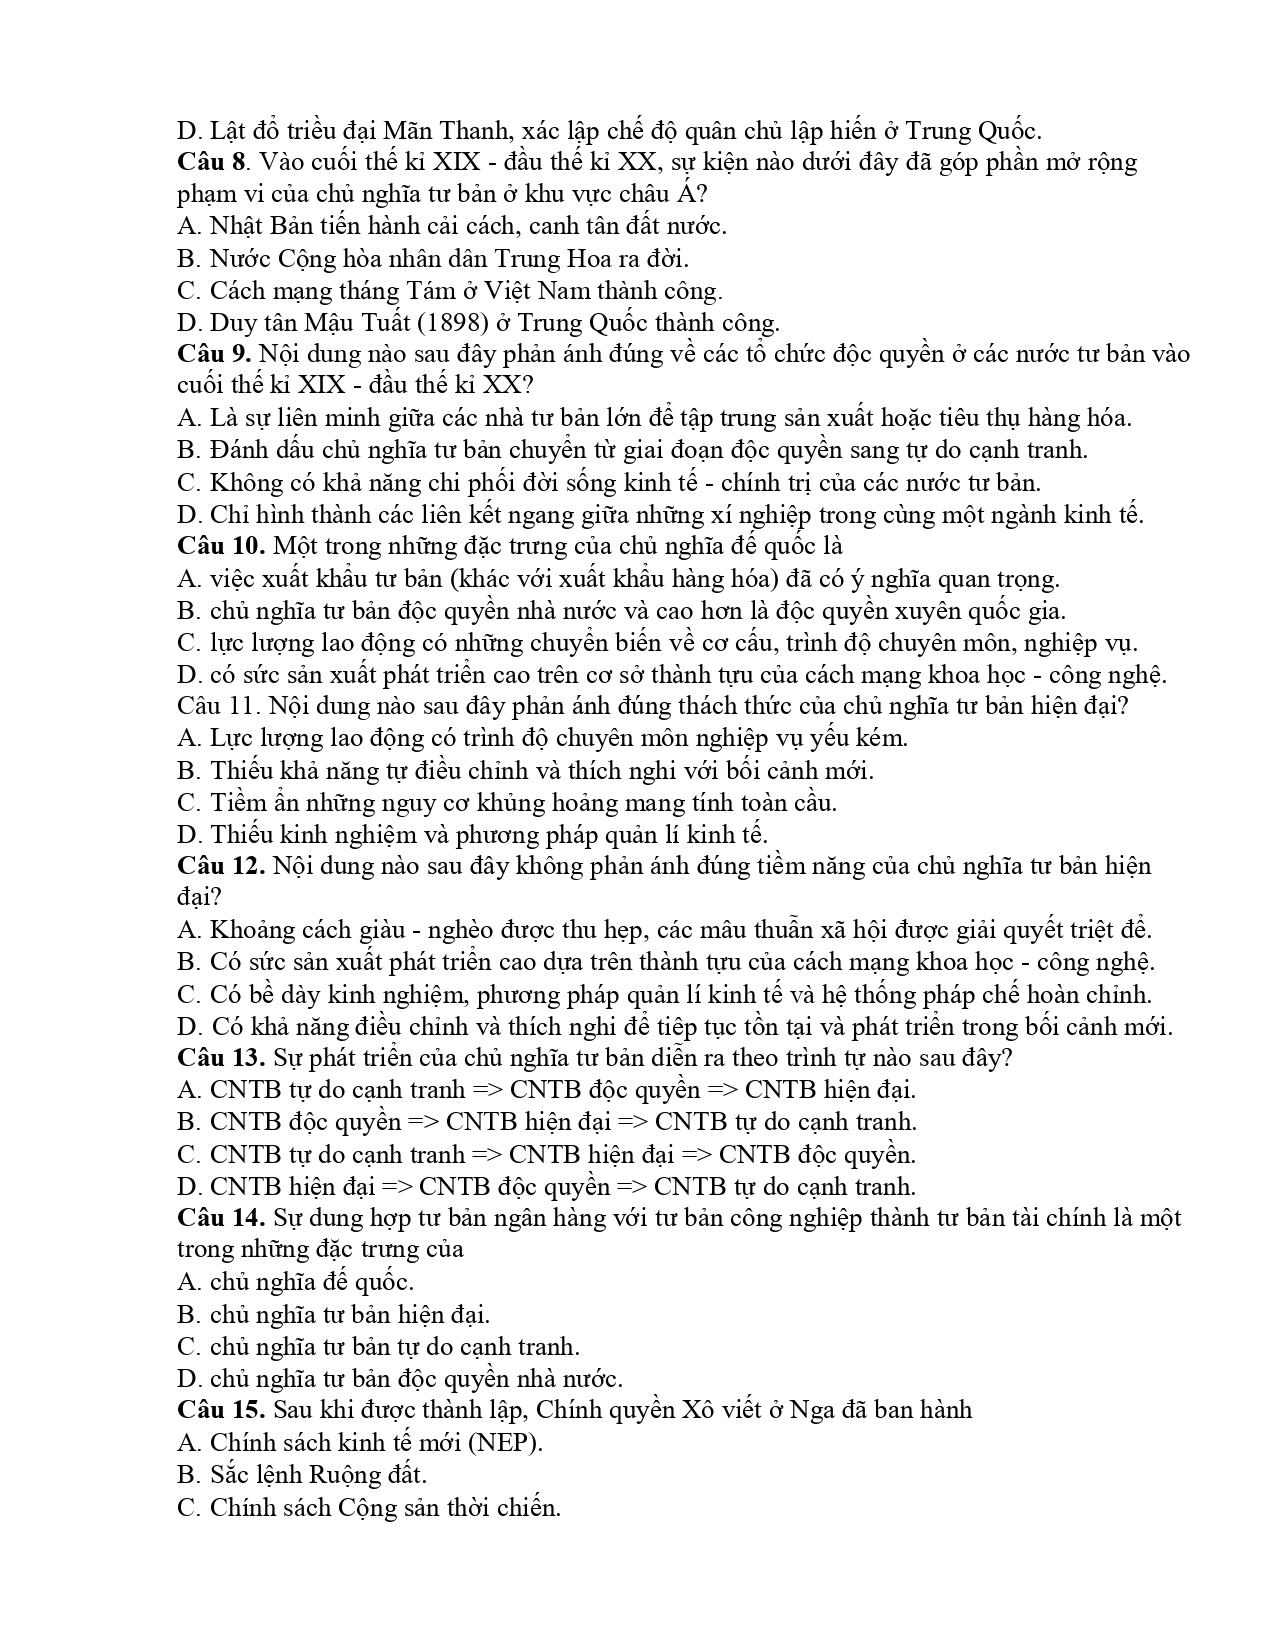 D. Lật đổ triều đại Mãn Thanh, xác lập chế độ quân chủ lập hiến ở Trung Quốc.
Câu 8. Vào cuối thế kỉ XIX - đầu thế kỉ XX, sự kiện nào dưới đây đã góp phần mở rộng
phạm vi của chủ nghĩa tư bản ở khu vực châu Á?
A. Nhật Bản tiến hành cải cách, canh tân đất nước.
B. Nước Cộng hòa nhân dân Trung Hoa ra đời.
C. Cách mạng tháng Tám ở Việt Nam thành công.
D. Duy tân Mậu Tuất (1898) ở Trung Quốc thành công.
Câu 9. Nội dung nào sau đây phản ánh đúng về các tổ chức độc quyền ở các nước tư bản vào
cuối thế kỉ XIX - đầu thế kỉ XX?
A. Là sự liên minh giữa các nhà tư bản lớn để tập trung sản xuất hoặc tiêu thụ hàng hóa.
B. Đánh dấu chủ nghĩa tư bản chuyển từ giai đoạn độc quyền sang tự do cạnh tranh.
C. Không có khả năng chi phối đời sống kinh tế - chính trị của các nước tư bản.
D. Chỉ hình thành các liên kết ngang giữa những xí nghiệp trong cùng một ngành kinh tế.
Câu 10. Một trong những đặc trưng của chủ nghĩa đế quốc là
A. việc xuất khẩu tư bản (khác với xuất khẩu hàng hóa) đã có ý nghĩa quan trọng.
B. chủ nghĩa tư bản độc quyền nhà nước và cao hơn là độc quyền xuyên quốc gia.
C. lực lượng lao động có những chuyển biến về cơ cấu, trình độ chuyên môn, nghiệp vụ.
D. có sức sản xuất phát triển cao trên cơ sở thành tựu của cách mạng khoa học - công nghệ.
Câu 11. Nội dung nào sau đây phản ánh đúng thách thức của chủ nghĩa tư bản hiện đại?
A. Lực lượng lao động có trình độ chuyên môn nghiệp vụ yếu kém.
B. Thiếu khả năng tự điều chỉnh và thích nghi với bối cảnh mới.
C. Tiềm ẩn những nguy cơ khủng hoảng mang tính toàn cầu.
D. Thiếu kinh nghiệm và phương pháp quản lí kinh tế.
Câu 12. Nội dung nào sau đây không phản ánh đúng tiềm năng của chủ nghĩa tư bản hiện
đại?
A. Khoảng cách giàu - nghèo được thu hẹp, các mâu thuẫn xã hội được giải quyết triệt để.
B. Có sức sản xuất phát triển cao dựa trên thành tựu của cách mạng khoa học - công nghệ.
C. Có bề dày kinh nghiệm, phương pháp quản lí kinh tế và hệ thống pháp chế hoàn chỉnh.
D. Có khả năng điều chỉnh và thích nghi để tiếp tục tồn tại và phát triển trong bối cảnh mới.
Câu 13. Sự phát triển của chủ nghĩa tư bản diễn ra theo trình tự nào sau đây?
A. CNTB tự do cạnh tranh => CNTB độc quyền => CNTB hiện đại.
B. CNTB độc quyền => CNTB hiện đại => CNTB tự do cạnh tranh.
C. CNTB tự do cạnh tranh => CNTB hiện đại => CNTB độc quyền.
D. CNTB hiện đại => CNTB độc quyền => CNTB tự do cạnh tranh.
Câu 14. Sự dung hợp tư bản ngân hàng với tư bản công nghiệp thành tư bản tài chính là một
trong những đặc trưng của
A. chủ nghĩa đế quốc.
B. chủ nghĩa tư bản hiện đại.
C. chủ nghĩa tư bản tự do cạnh tranh.
D. chủ nghĩa tư bản độc quyền nhà nước.
Câu 15. Sau khi được thành lập, Chính quyền Xô viết ở Nga đã ban hành
A. Chính sách kinh tế mới (NEP).
B. Sắc lệnh Ruộng đất.
C. Chính sách Cộng sản thời chiến.